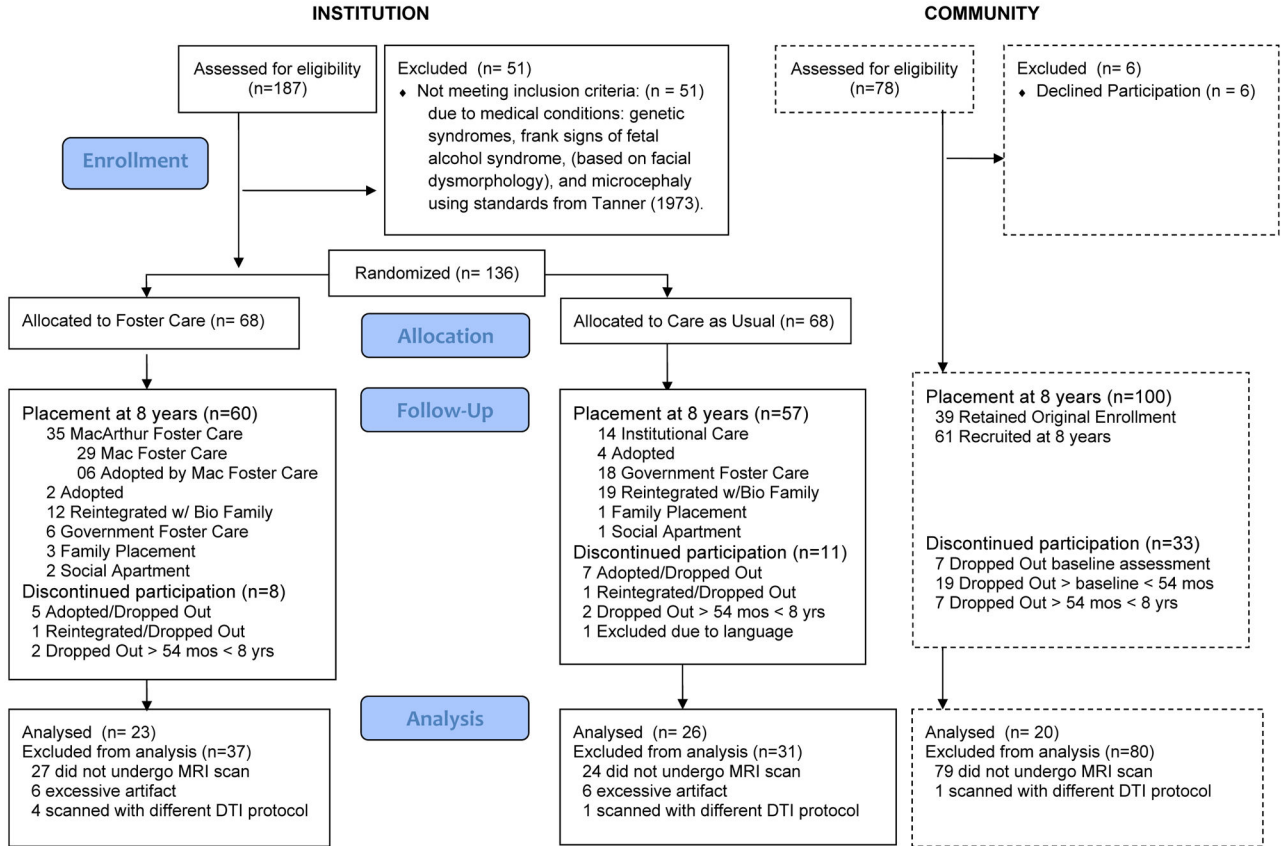 INSTITUTION
COMMUNITY
Assessed for eligibility
(n=187)
Excluded (n= 51)
♦ Not meeting inclusion criteria: (n = 51)
due to medical conditions: genetic
syndromes, frank signs of fetal
alcohol syndrome, (based on facial
dysmorphology), and microcephaly
using standards from Tanner (1973).
Assessed for eligibility
(n=78)
Excluded (n= 6)
♦ Declined Participation (n = 6)
Enrollment
Randomized (n= 136)
Allocated to Foster Care (n= 68)
Allocation
Allocated to Care as Usual (n= 68)
Follow-Up
Placement at 8 years (n=60)
35 MacArthur Foster Care
29 Mac Foster Care
06 Adopted by Mac Foster Care
2 Adopted
12 Reintegrated w/ Bio Family
6 Government Foster Care
3 Family Placement
2 Social Apartment
Discontinued participation (n=8)
5 Adopted/Dropped Out
1 Reintegrated/Dropped Out
2 Dropped Out > 54 mos < 8 yrs
Placement at 8 years (n=57)
14 Institutional Care
4 Adopted
18 Government Foster Care
19 Reintegrated w/Bio Family
1 Family Placement
1 Social Apartment
Discontinued participation (n=11)
7 Adopted/Dropped Out
1 Reintegrated/Dropped Out
2 Dropped Out > 54 mos < 8 yrs
1 Excluded due to language
Placement at 8 years (n=100)
39 Retained Original Enrollment
61 Recruited at 8 years
Discontinued participation (n=33)
7 Dropped Out baseline assessment
19 Dropped Out > baseline < 54 mos
7 Dropped Out > 54 mos < 8 yrs
Analysis
Analysed (n= 23)
Excluded from analysis (n=37)
27 did not undergo MRI scan
6 excessive artifact
4 scanned with different DTI protocol
Analysed (n= 26)
Excluded from analysis (n=31)
24 did not undergo MRI scan
6 excessive artifact
1 scanned with different DTI protocol
Analysed (n= 20)
Excluded from analysis (n=80)
79 did not undergo MRI scan
1 scanned with different DTI protocol